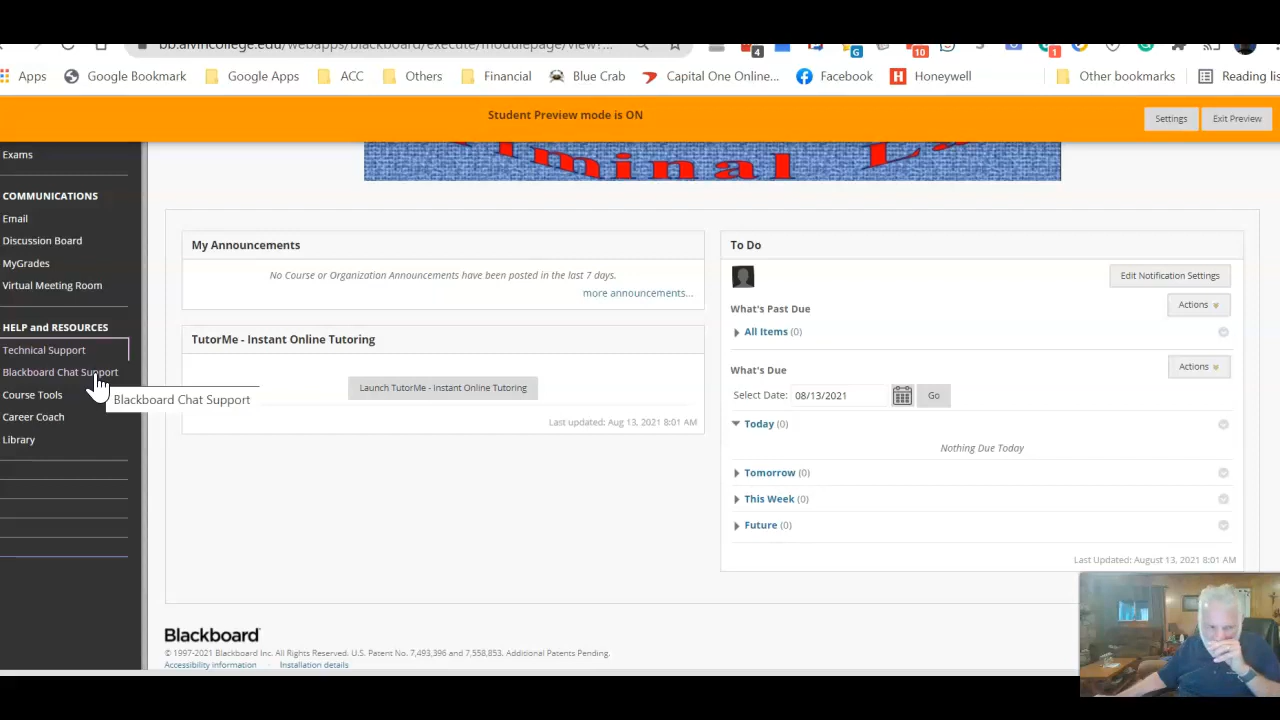 bb.alvincollege.edu/webapps/blackboard/execute/modulepage/view?...
4
G
10
1
Apps
Google Bookmark
Google Apps
ACC
Others
Financial
Blue Crab
Capital One Online...
Facebook
H
Honeywell
Other bookmarks
Reading lis
Student Preview mode is ON
Settings
Exit Preview
Exams
COMMUNICATIONS
Email
Discussion Board
MyGrades
Virtual Meeting Room
HELP and RESOURCES
Technical Support
Blackboard Chat Support
Blackboard Chat Support
Course Tools
Career Coach
Library
My Announcements
No Course or Organization Announcements have been posted in the last 7 days.
more announcements...
TutorMe - Instant Online Tutoring
Launch TutorMe - Instant Online Tutoring
Last updated: Aug 13, 2021 8:01 AM
To Do
Edit Notification Settings
What's Past Due
Actions
All Items (0)
What's Due
Actions
Select Date:
08/13/2021
Go
Today (0)
Nothing Due Today
Tomorrow (0)
This Week (0)
Future (0)
Last Updated: August 13, 2021 8:01 AM
Blackboard
© 1997-2021 Blackboard Inc. All Rights Reserved. U.S. Patent No. 7,493,396 and 7,558,853. Additional Patents Pending.
Accessibility information · Installation details